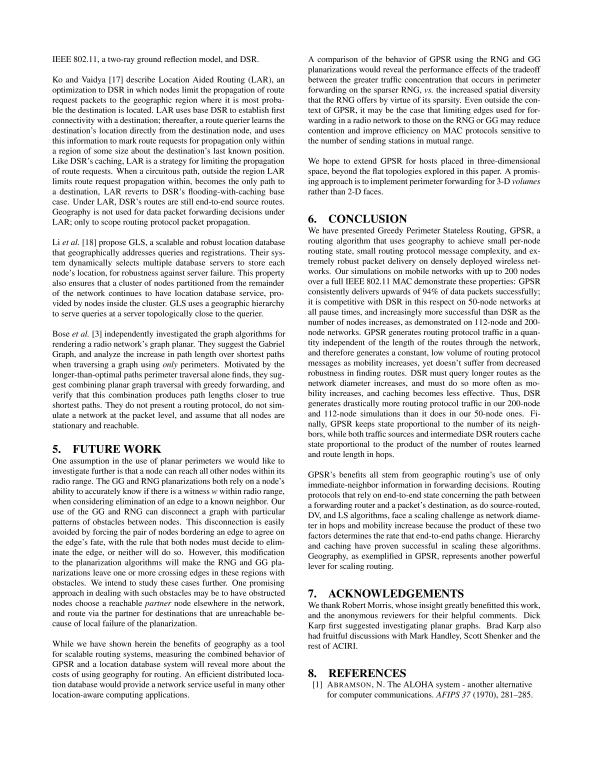 IEEE 802.11, a two-ray ground reflection model, and DSR.
Ko and Vaidya [17] describe Location Aided Routing (LAR), an
optimization to DSR in which nodes limit the propagation of route
request packets to the geographic region where it is most proba-
ble the destination is located. LAR uses base DSR to establish first
connectivity with a destination; thereafter, a route querier learns the
destination's location directly from the destination node, and uses
this information to mark route requests for propagation only within
a region of some size about the destination's last known position.
Like DSR's caching, LAR is a strategy for limiting the propagation
of route requests. When a circuitous path, outside the region LAR
limits route request propagation within, becomes the only path to
a destination, LAR reverts to DSR's flooding-with-caching base
case. Under LAR, DSR's routes are still end-to-end source routes.
Geography is not used for data packet forwarding decisions under
LAR; only to scope routing protocol packet propagation.
Li et al. [18] propose GLS, a scalable and robust location database
that geographically addresses queries and registrations. Their sys-
tem dynamically selects multiple database servers to store each
node's location, for robustness against server failure. This property
also ensures that a cluster of nodes partitioned from the remainder
of the network continues to have location database service, pro-
vided by nodes inside the cluster. GLS uses a geographic hierarchy
to serve queries at a server topologically close to the querier.
Bose et al. [3] independently investigated the graph algorithms for
rendering a radio network's graph planar. They suggest the Gabriel
Graph, and analyze the increase in path length over shortest paths
when traversing a graph using only perimeters. Motivated by the
longer-than-optimal paths perimeter traversal alone finds, they sug-
gest combining planar graph traversal with greedy forwarding, and
verify that this combination produces path lengths closer to true
shortest paths. They do not present a routing protocol, do not sim-
ulate a network at the packet level, and assume that all nodes are
stationary and reachable.
5. FUTURE WORK
One assumption in the use of planar perimeters we would like to
investigate further is that a node can reach all other nodes within its
radio range. The GG and RNG planarizations both rely on a node's
ability to accurately know if there is a witness w within radio range,
when considering elimination of an edge to a known neighbor. Our
use of the GG and RNG can disconnect a graph with particular
patterns of obstacles between nodes. This disconnection is easily
avoided by forcing the pair of nodes bordering an edge to agree on
the edge's fate, with the rule that both nodes must decide to elim-
inate the edge, or neither will do so. However, this modification
to the planarization algorithms will make the RNG and GG pla-
narizations leave one or more crossing edges in these regions with
obstacles. We intend to study these cases further. One promising
approach in dealing with such obstacles may be to have obstructed
nodes choose a reachable partner node elsewhere in the network,
and route via the partner for destinations that are unreachable be-
cause of local failure of the planarization.
While we have shown herein the benefits of geography as a tool
for scalable routing systems, measuring the combined behavior of
GPSR and a location database system will reveal more about the
costs of using geography for routing. An efficient distributed loca-
tion database would provide a network service useful in many other
location-aware computing applications.
A comparison of the behavior of GPSR using the RNG and GG
planarizations would reveal the performance effects of the tradeoff
between the greater traffic concentration that occurs in perimeter
forwarding on the sparser RNG, vs. the increased spatial diversity
that the RNG offers by virtue of its sparsity. Even outside the con-
text of GPSR, it may be the case that limiting edges used for for-
warding in a radio network to those on the RNG or GG may reduce
contention and improve efficiency on MAC protocols sensitive to
the number of sending stations in mutual range.
We hope to extend GPSR for hosts placed in three-dimensional
space, beyond the flat topologies explored in this paper. A promis-
ing approach is to implement perimeter forwarding for 3-D volumes
rather than 2-D faces.
6. CONCLUSION
We have presented Greedy Perimeter Stateless Routing, GPSR, a
routing algorithm that uses geography to achieve small per-node
routing state, small routing protocol message complexity, and ex-
tremely robust packet delivery on densely deployed wireless net-
works. Our simulations on mobile networks with up to 200 nodes
over a full IEEE 802.11 MAC demonstrate these properties: GPSR
consistently delivers upwards of 94% of data packets successfully;
it is competitive with DSR in this respect on 50-node networks at
all pause times, and increasingly more successful than DSR as the
number of nodes increases, as demonstrated on 112-node and 200-
node networks. GPSR generates routing protocol traffic in a quan-
tity independent of the length of the routes through the network,
and therefore generates a constant, low volume of routing protocol
messages as mobility increases, yet doesn't suffer from decreased
robustness in finding routes. DSR must query longer routes as the
network diameter increases, and must do so more often as mo-
bility increases, and caching becomes less effective. Thus, DSR
generates drastically more routing protocol traffic in our 200-node
and 112-node simulations than it does in our 50-node ones. Fi-
nally, GPSR keeps state proportional to the number of its neigh-
bors, while both traffic sources and intermediate DSR routers cache
state proportional to the product of the number of routes learned
and route length in hops.
GPSR's benefits all stem from geographic routing's use of only
immediate-neighbor information in forwarding decisions. Routing
protocols that rely on end-to-end state concerning the path between
a forwarding router and a packet's destination, as do source-routed,
DV, and LS algorithms, face a scaling challenge as network diame-
ter in hops and mobility increase because the product of these two
factors determines the rate that end-to-end paths change. Hierarchy
and caching have proven successful in scaling these algorithms.
Geography, as exemplified in GPSR, represents another powerful
lever for scaling routing.
7. ACKNOWLEDGEMENTS
We thank Robert Morris, whose insight greatly benefitted this work,
and the anonymous reviewers for their helpful comments. Dick
Karp first suggested investigating planar graphs. Brad Karp also
had fruitful discussions with Mark Handley, Scott Shenker and the
rest of ACIRI.
8. REFERENCES
[1] ABRAMSON, N. The ALOHA system - another alternative
for computer communications. AFIPS 37 (1970), 281–285.